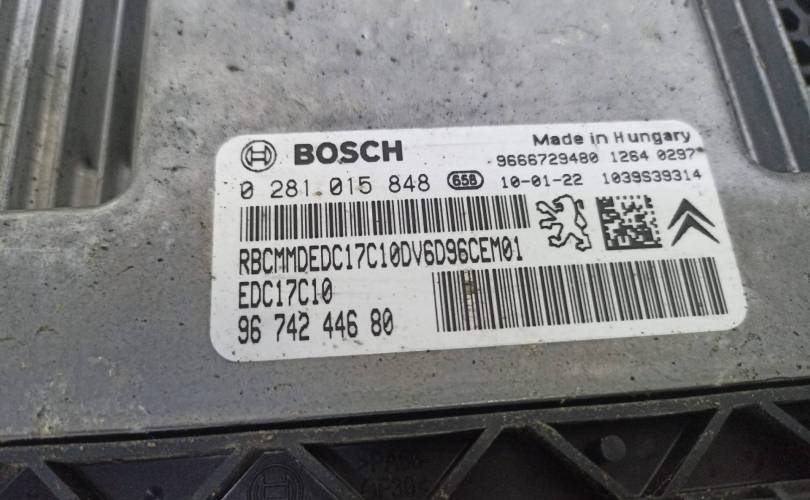 BOSCH
Made in Hungary
9666729480 1264 0297
0 281 015 848 658 10-01-22 1039S39314
RBCMMDEDC17C10DV6D96CEM01
EDC17C10
96 742 446 80